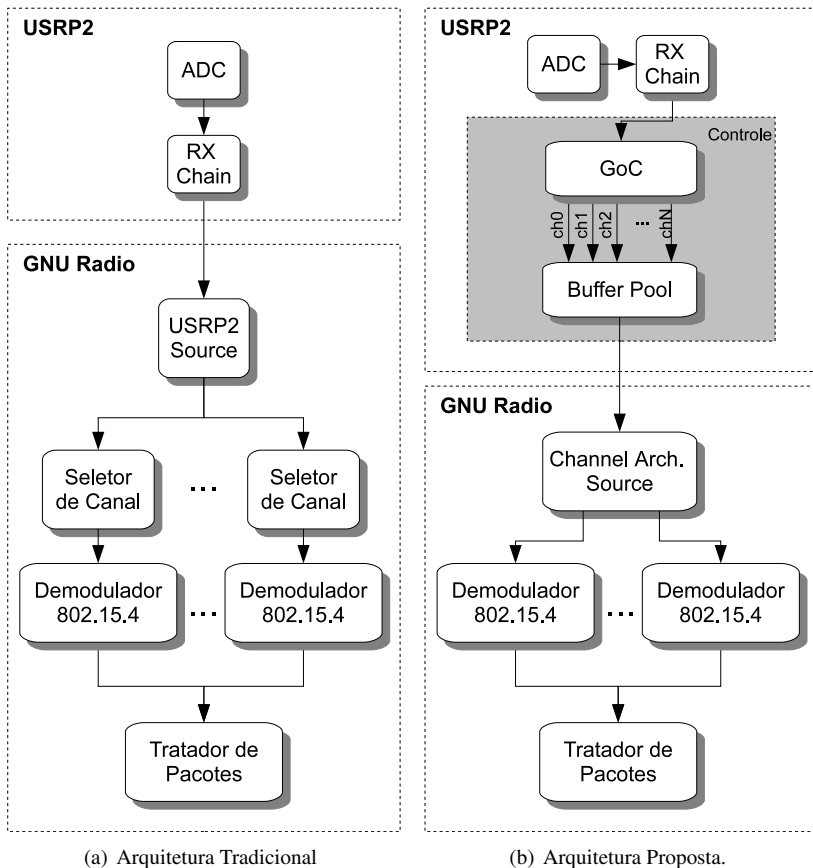 USRP2
ADC
RX
Chain
GNU Radio
USRP2
Source
Seletor
de Canal
...
Seletor
de Canal
Demodulador
802.15.4
...
Demodulador
802.15.4
Tratador de
Pacotes
(a) Arquitetura Tradicional
USRP2
ADC
RX
Chain
Controle
GoC
ch0
ch1
ch2
...
chN
Buffer Pool
GNU Radio
Channel Arch.
Source
Demodulador
802.15.4
...
Demodulador
802.15.4
Tratador de
Pacotes
(b) Arquitetura Proposta.